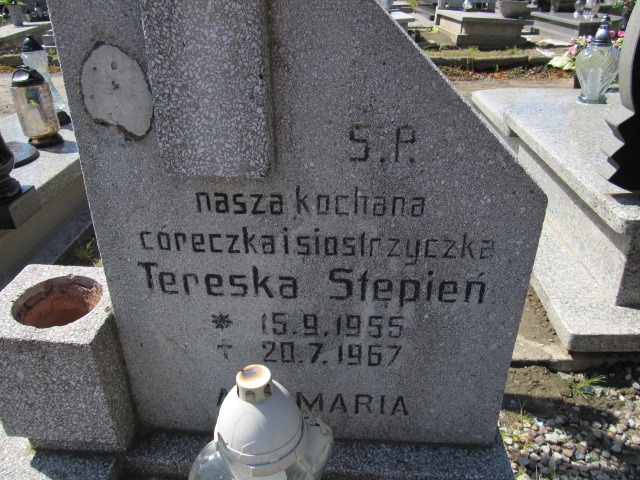 Ś.P.
nasza kochana
córeczka i siostrzyczka
Tereska Stępień
* 15.9.1955
† 20.7.1967
MARIA